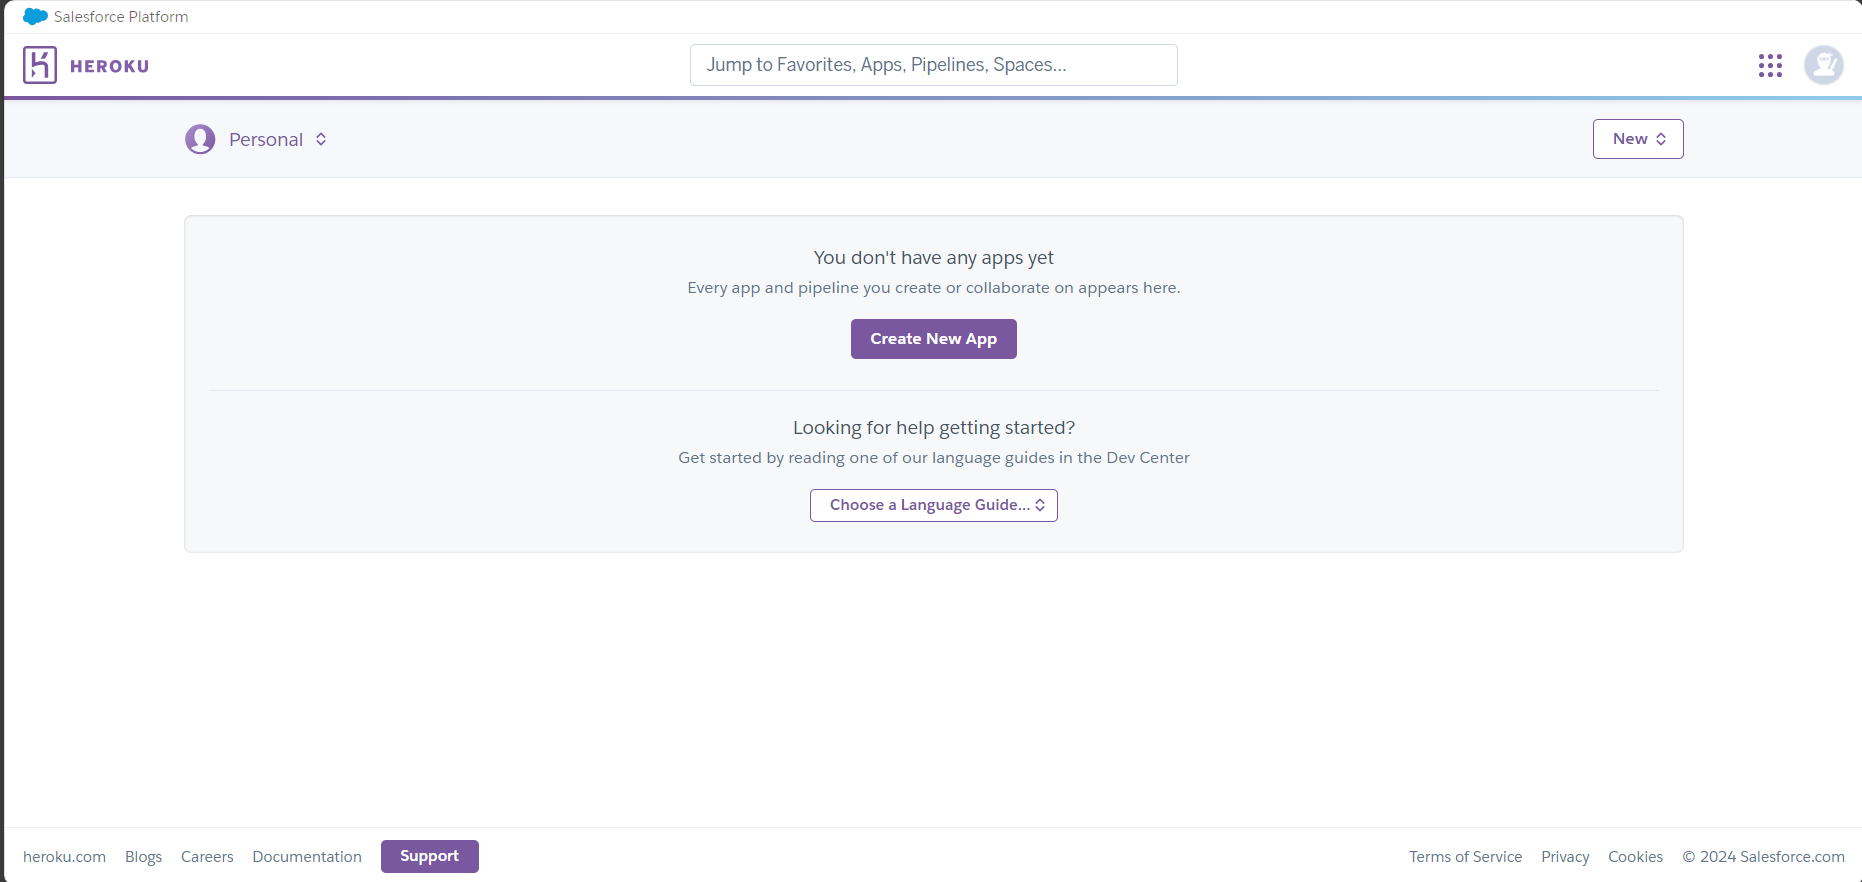 Salesforce Platform
HEROKU
Jump to Favorites, Apps, Pipelines, Spaces...
Personal
New
You don't have any apps yet
Every app and pipeline you create or collaborate on appears here.
Create New App
Looking for help getting started?
Get started by reading one of our language guides in the Dev Center
Choose a Language Guide...
heroku.com Blogs Careers Documentation Support Terms of Service Privacy Cookies © 2024 Salesforce.com